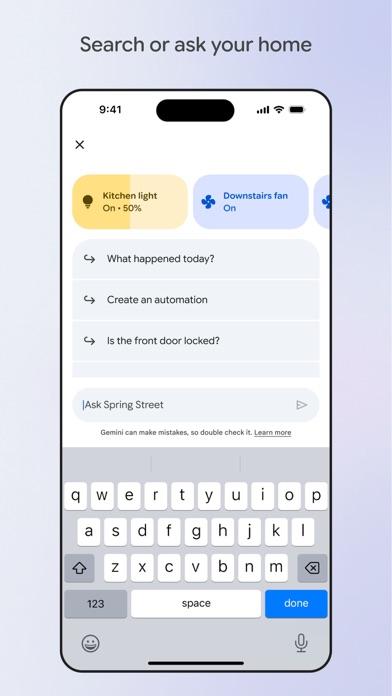 Search or ask your home
9:41
Kitchen light
On • 50%
Downstairs fan
On
What happened today?
Create an automation
Is the front door locked?
Ask Spring Street
Gemini can make mistakes, so double check it. Learn more
q w e r t y u i o p
a s d f g h j k l
z x c v b n m
123 space done